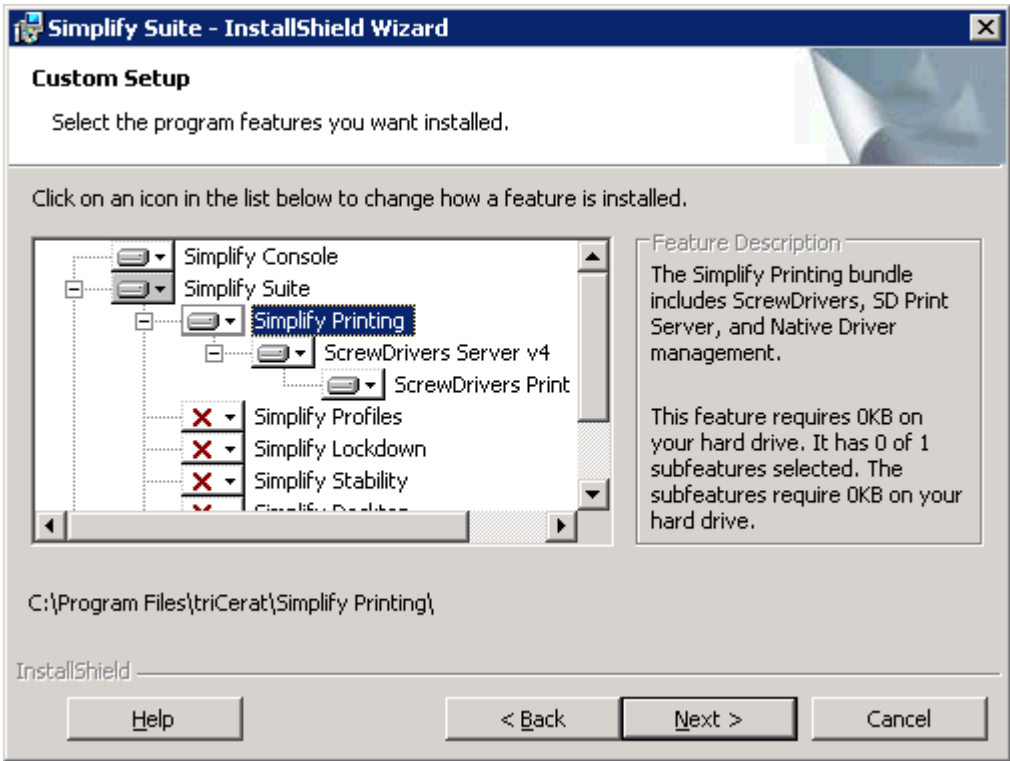 Simplify Suite - InstallShield Wizard
Custom Setup
Select the program features you want installed.
Click on an icon in the list below to change how a feature is installed.
Simplify Console
Simplify Suite
Simplify Printing
ScrewDrivers Server v4
ScrewDrivers Print
Simplify Profiles
Simplify Lockdown
Simplify Stability
Simplify Desktop
Feature Description
The Simplify Printing bundle
includes ScrewDrivers, SD Print
Server, and Native Driver
management.
This feature requires 0KB on
your hard drive. It has 0 of 1
subfeatures selected. The
subfeatures require 0KB on your
hard drive.
C:\Program Files\triCerat\Simplify Printing\
InstallShield
Help
< Back
Next >
Cancel